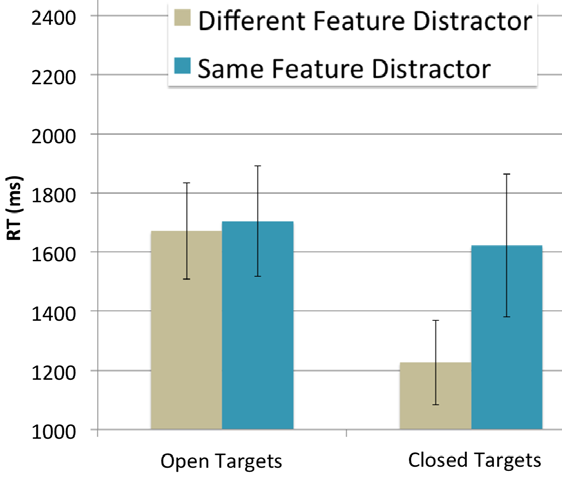 2400
Different Feature Distractor
2200
Same Feature Distractor
2000
1800
RT (ms)
1600
1400
1200
1000
Open Targets
Closed Targets